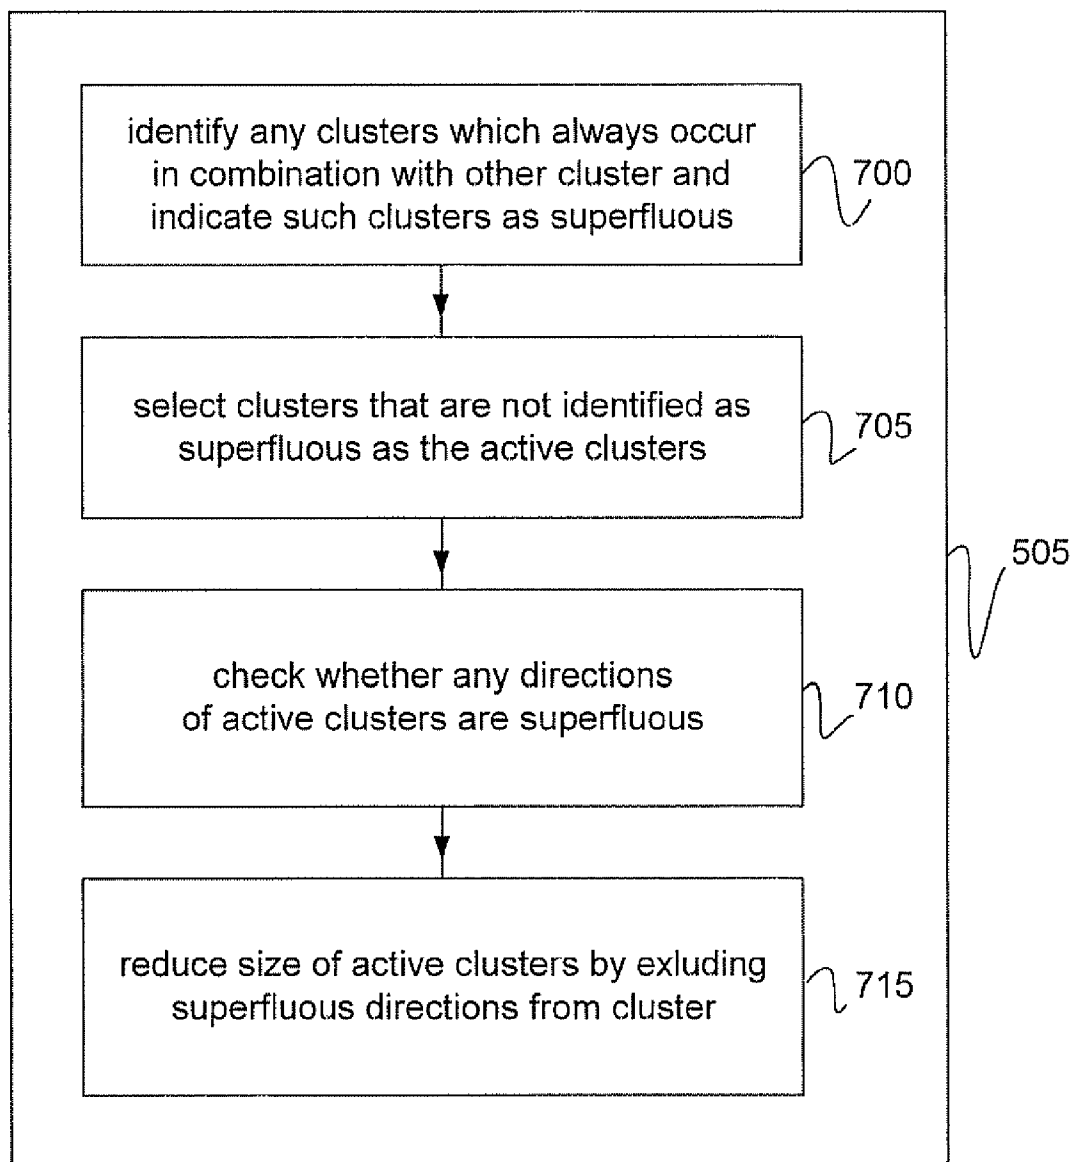 identify any clusters which always occur
in combination with other cluster and
indicate such clusters as superfluous
700
select clusters that are not identified as
superfluous as the active clusters
705
505
check whether any directions
of active clusters are superfluous
710
reduce size of active clusters by exluding
superfluous directions from cluster
715